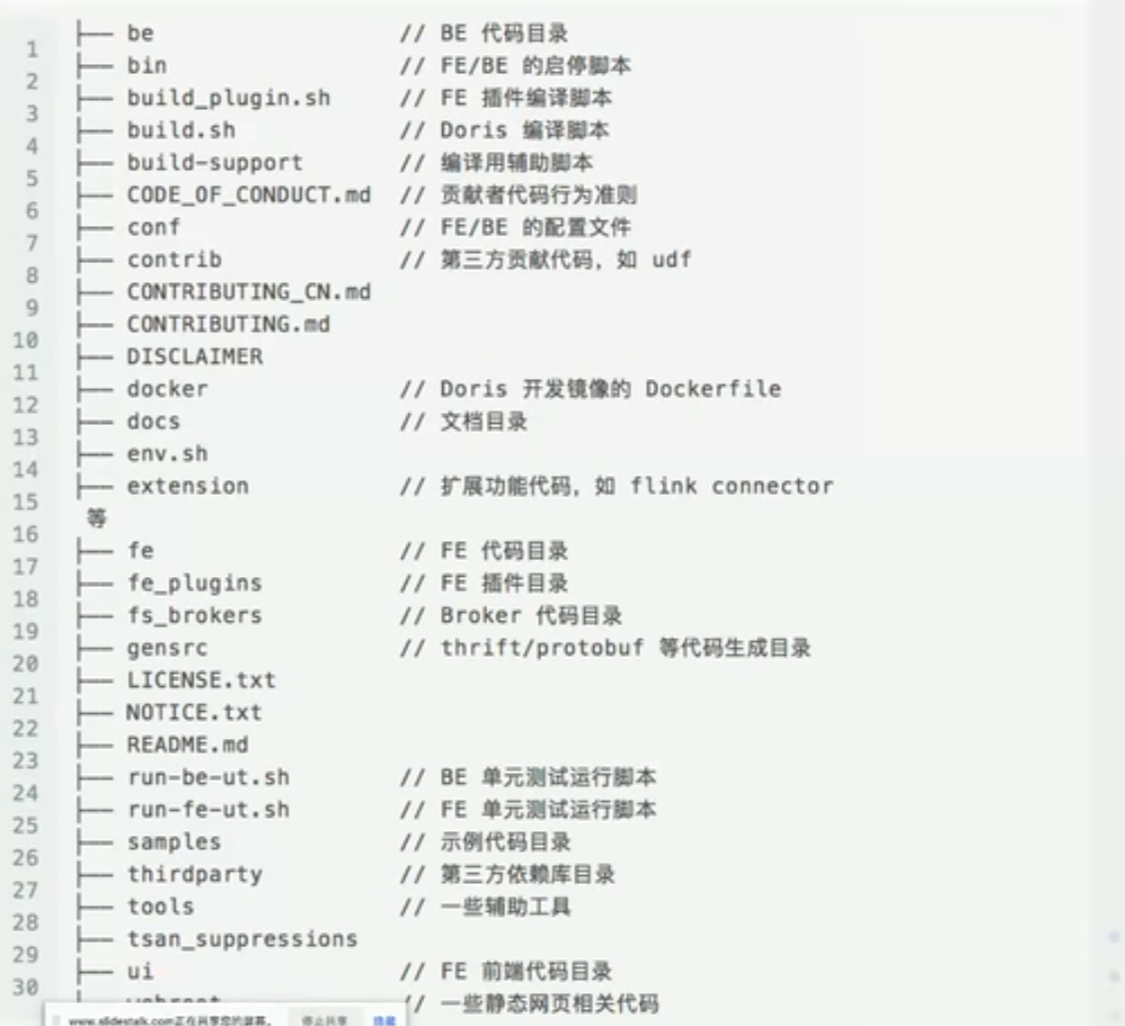 1 ├── be // BE 代码目录
2 ├── bin // FE/BE 的启停脚本
3 ├── build_plugin.sh // FE 插件编译脚本
4 ├── build.sh // Doris 编译脚本
5 ├── build-support // 编译用辅助脚本
6 ├── CODE_OF_CONDUCT.md // 贡献者代码行为准则
7 ├── conf // FE/BE 的配置文件
8 ├── contrib // 第三方贡献代码，如 udf
9 ├── CONTRIBUTING_CN.md
10 ├── CONTRIBUTING.md
11 ├── DISCLAIMER
12 ├── docker // Doris 开发镜像的 Dockerfile
13 ├── docs // 文档目录
14 ├── env.sh
15 ├── extension // 扩展功能代码，如 flink connector
等
16 ├── fe // FE 代码目录
17 ├── fe_plugins // FE 插件目录
18 ├── fs_brokers // Broker 代码目录
19 ├── gensrc // thrift/protobuf 等代码生成目录
20 ├── LICENSE.txt
21 ├── NOTICE.txt
22 ├── README.md
23 ├── run-be-ut.sh // BE 单元测试运行脚本
24 ├── run-fe-ut.sh // FE 单元测试运行脚本
25 ├── samples // 示例代码目录
26 ├── thirdparty // 第三方依赖库目录
27 ├── tools // 一些辅助工具
28 ├── tsan_suppressions
29 ├── ui // FE 前端代码目录
30 // 一些静态网页相关代码
www.slidestalk.com正在共享您的屏幕。 停止共享 隐藏